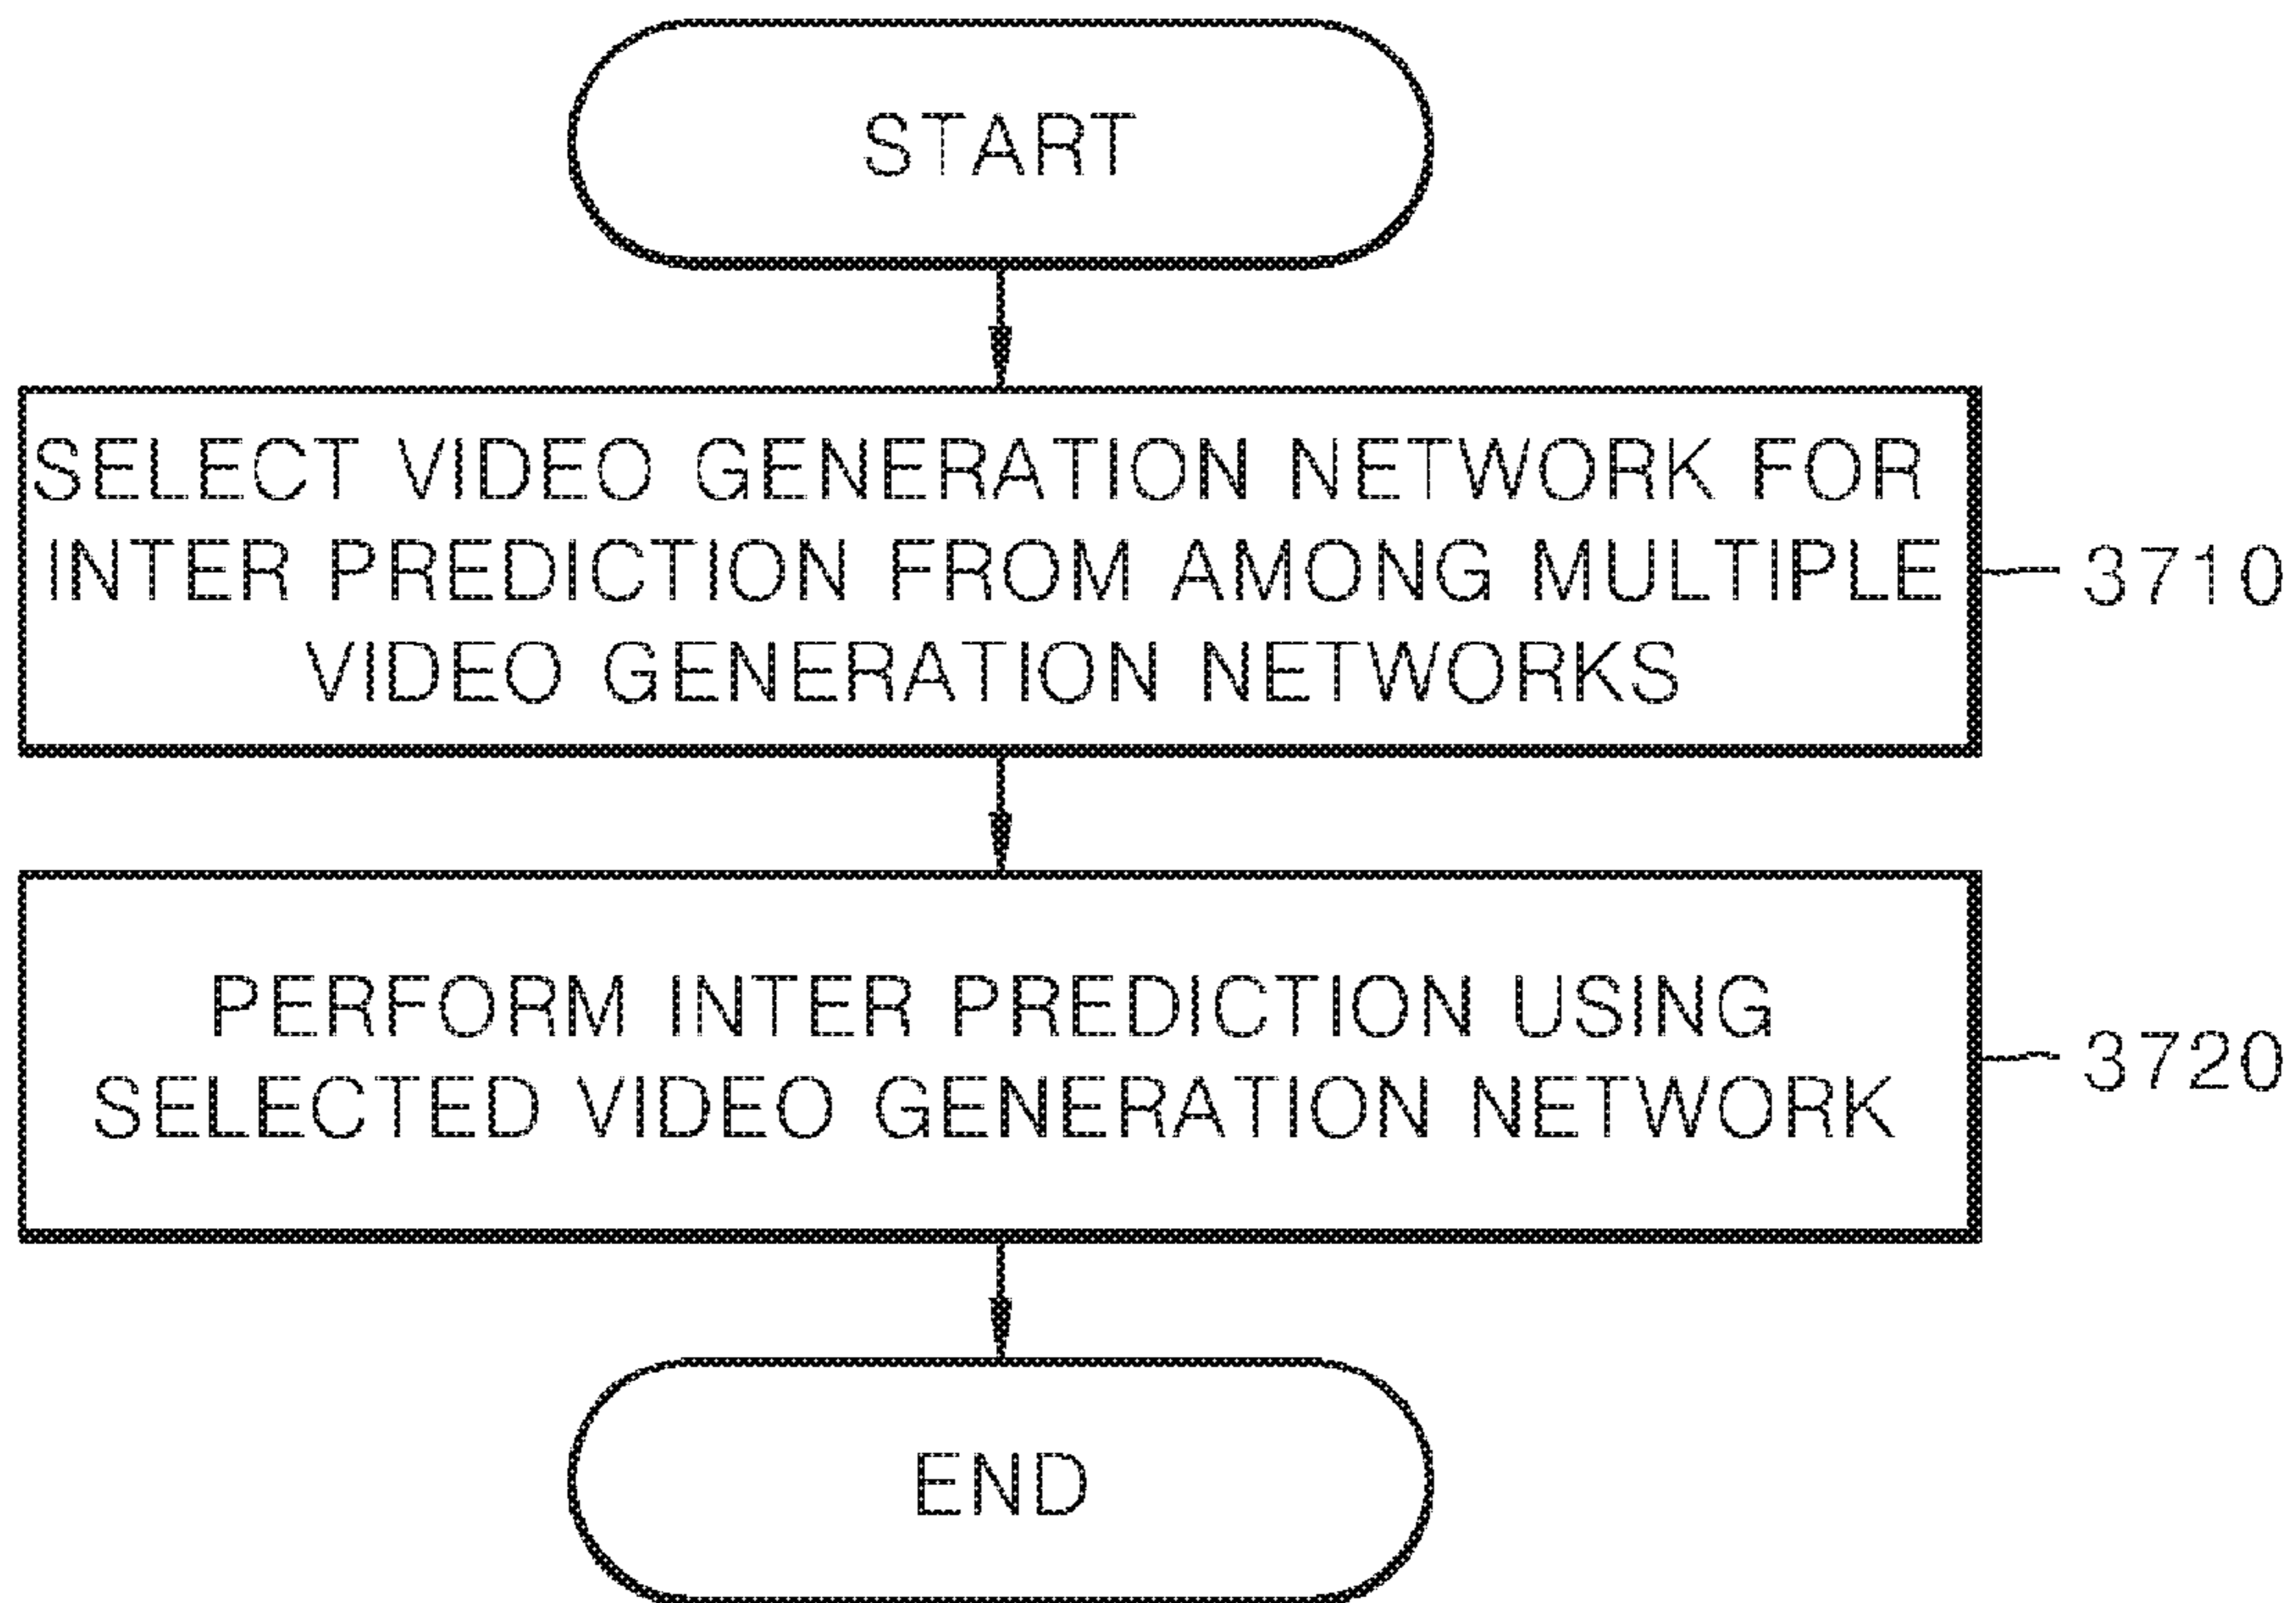 START
SELECT VIDEO GENERATION NETWORK FOR
INTER PREDICTION FROM AMONG MULTIPLE
VIDEO GENERATION NETWORKS
3710
PERFORM INTER PREDICTION USING
SELECTED VIDEO GENERATION NETWORK
3720
END